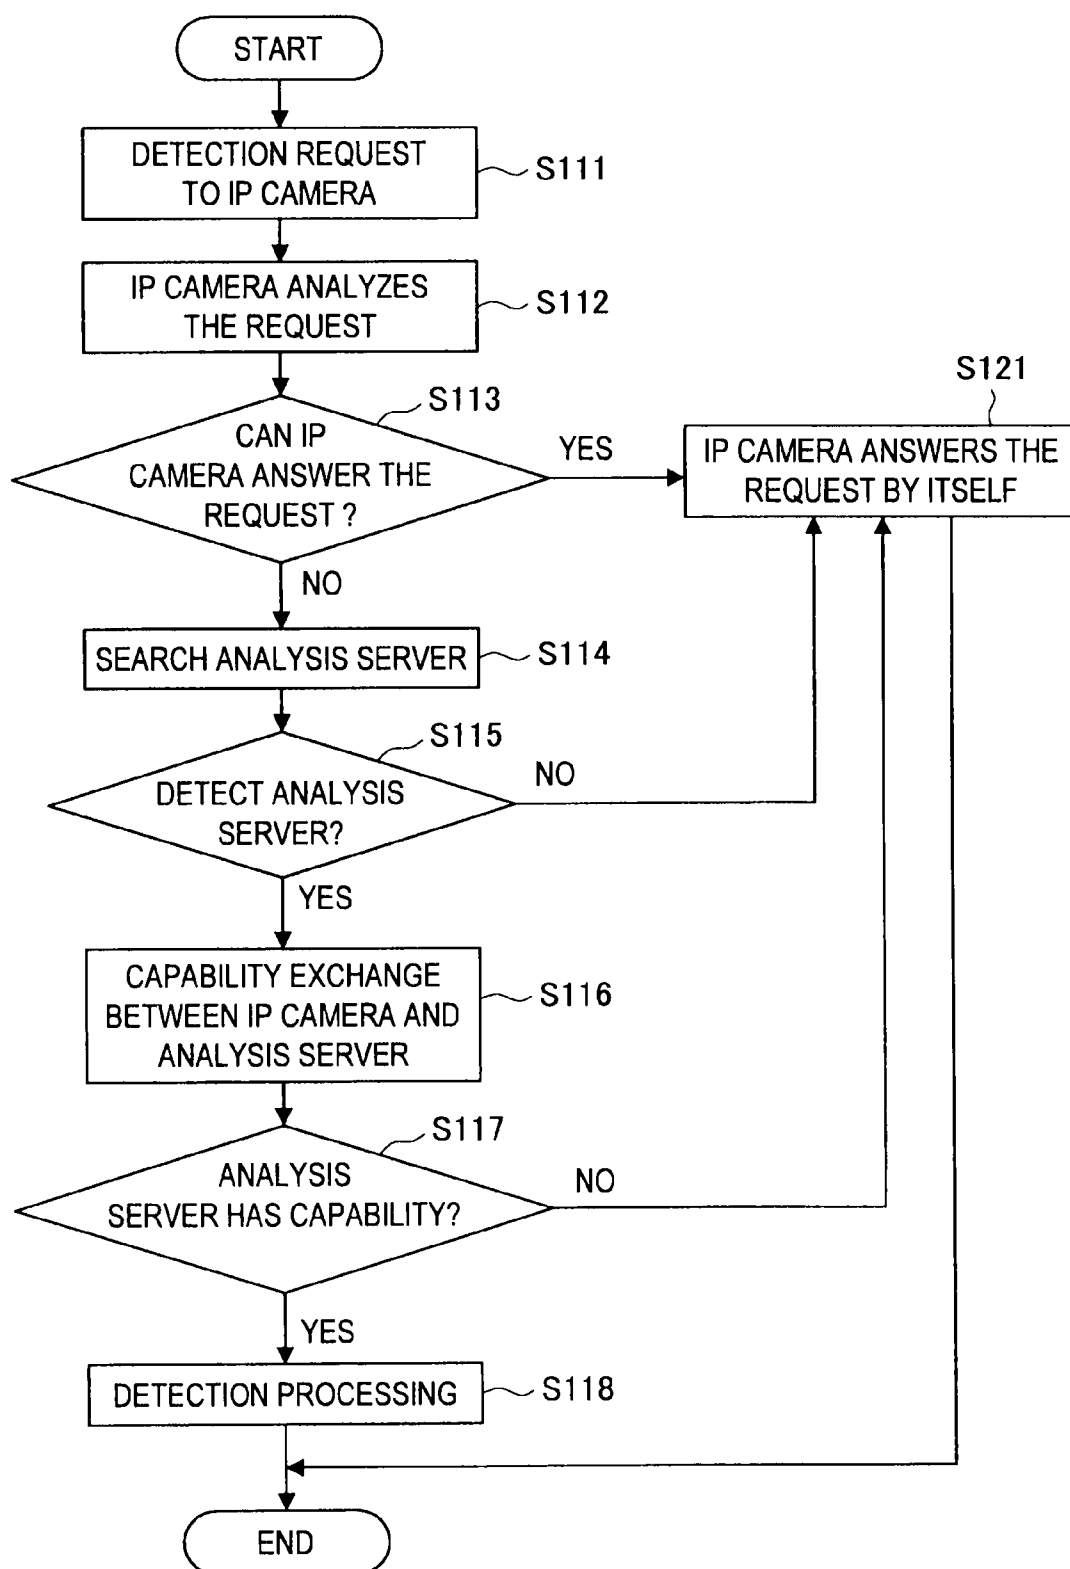 START
DETECTION REQUEST
TO IP CAMERA
S111
IP CAMERA ANALYZES
THE REQUEST
S112
S113
CAN IP
CAMERA ANSWER THE
REQUEST ?
YES
S121
IP CAMERA ANSWERS THE
REQUEST BY ITSELF
NO
SEARCH ANALYSIS SERVER
S114
S115
DETECT ANALYSIS
SERVER?
NO
YES
CAPABILITY EXCHANGE
BETWEEN IP CAMERA AND
ANALYSIS SERVER
S116
S117
ANALYSIS
SERVER HAS CAPABILITY?
NO
YES
DETECTION PROCESSING
S118
END